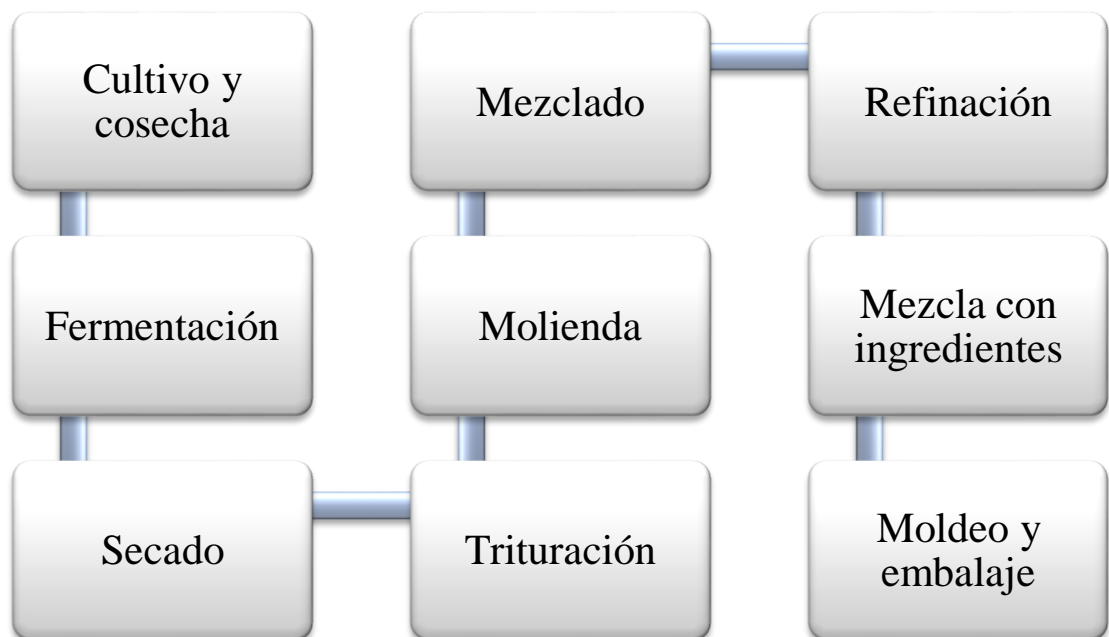 Cultivo y
cosecha
Fermentación
Secado
Trituración
Molienda
Mezclado
Refinación
Mezcla con
ingredientes
Moldeo y
embalaje